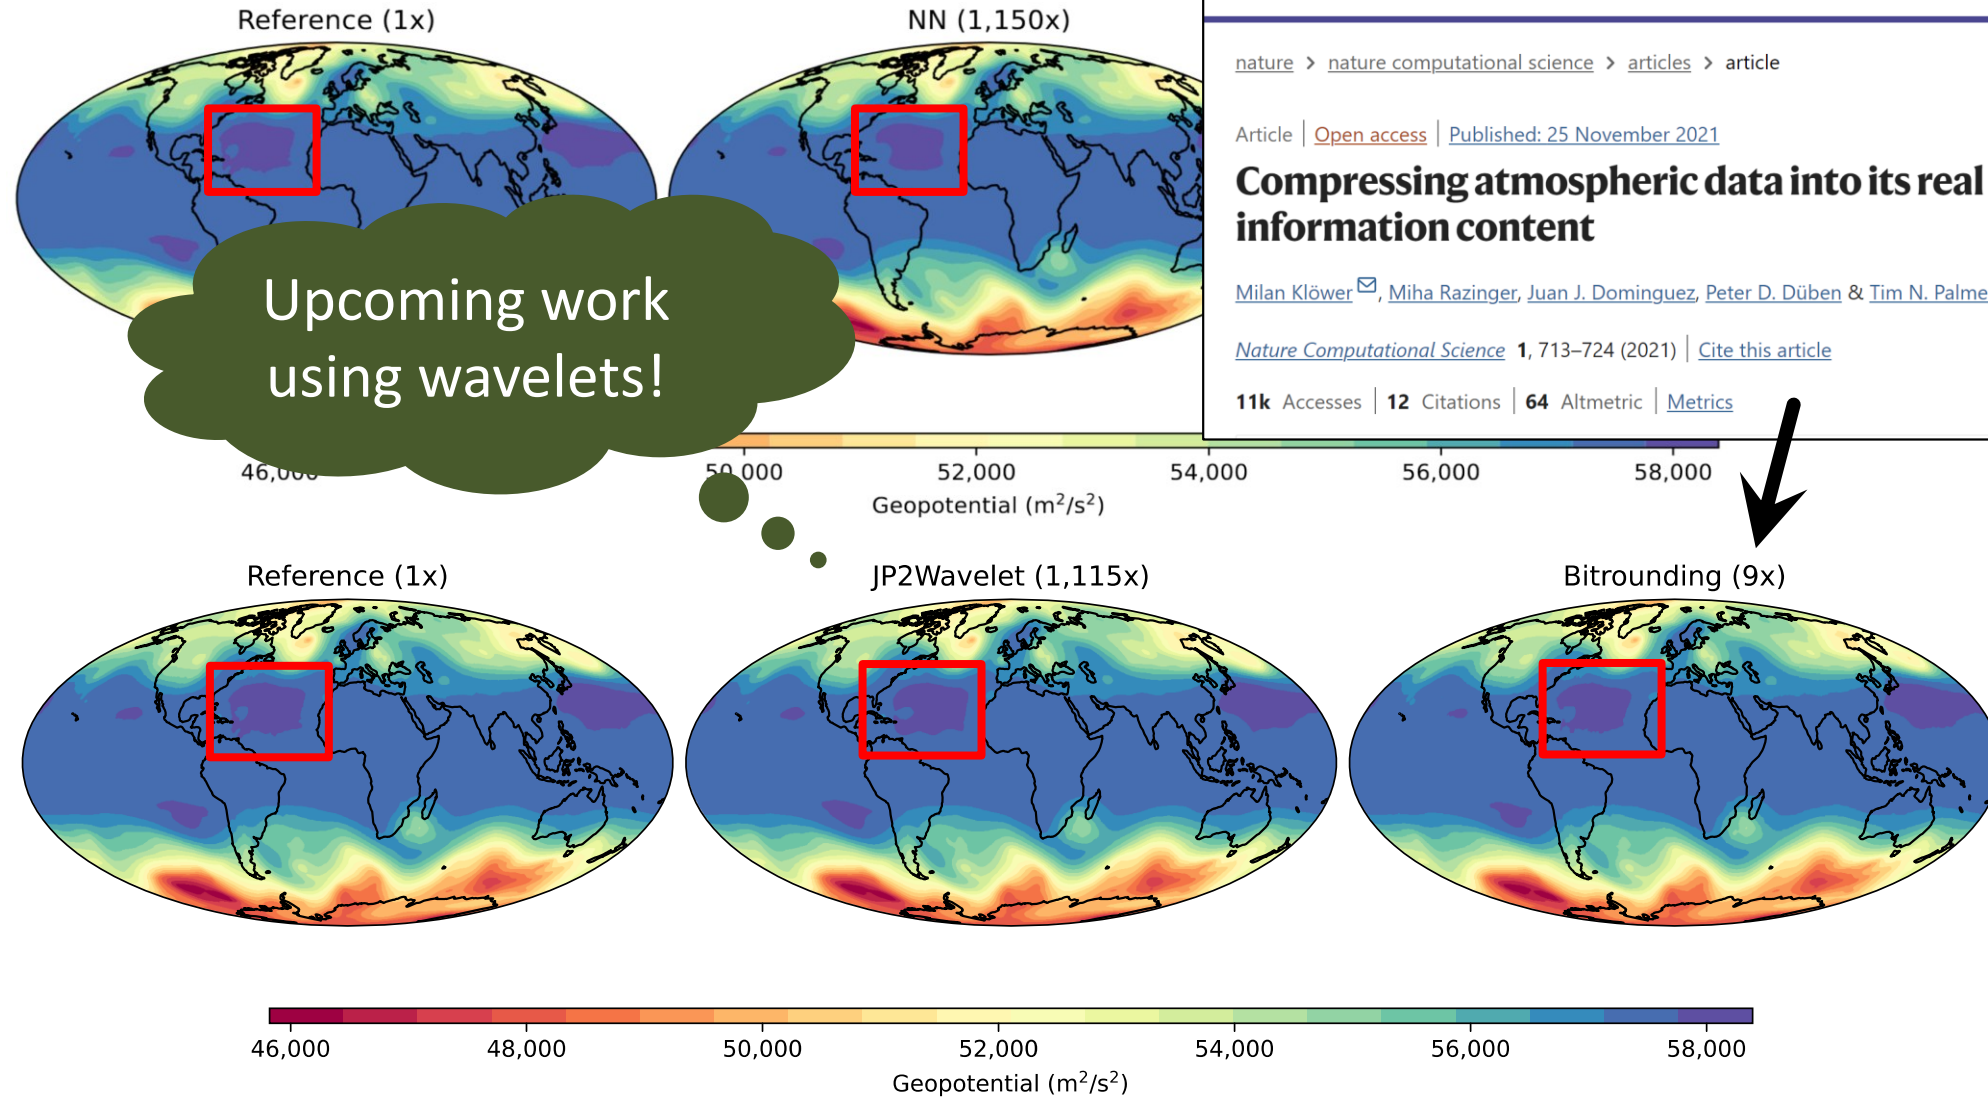 Reference (1x)
NN (1,150x)
nature > nature computational science > articles > article
Article | Open access | Published: 25 November 2021
Compressing atmospheric data into its real
information content
Milan Klöwer, Miha Razinger, Juan J. Dominguez, Peter D. Düben & Tim N. Palme
Nature Computational Science 1, 713–724 (2021) | Cite this article
11k Accesses | 12 Citations | 64 Altmetric | Metrics
Upcoming work
using wavelets!
46,000 50,000 52,000 54,000 56,000 58,000
Geopotential (m²/s²)
Reference (1x)
JP2Wavelet (1,115x)
Bitrounding (9x)
46,000 48,000 50,000 52,000 54,000 56,000 58,000
Geopotential (m²/s²)